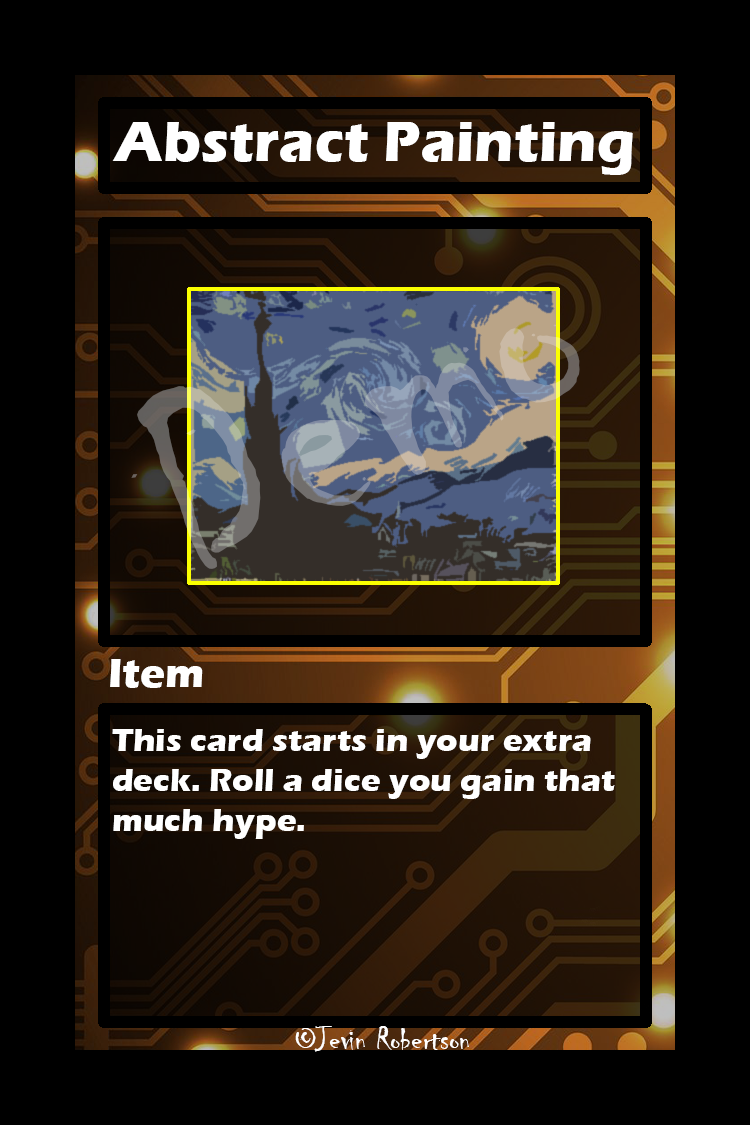 Abstract Painting
Demo
Item
This card starts in your extra
deck. Roll a dice you gain that
much hype.
©Jevin Robertson